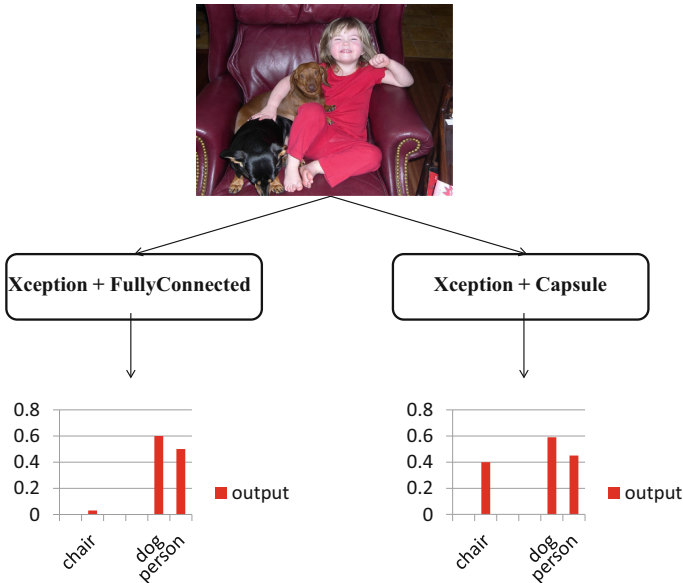 Xception + FullyConnected
Xception + Capsule
0.8
0.6
0.4
0.2
0
chair
dog
person
output
0.8
0.6
0.4
0.2
0
chair
dog
person
output